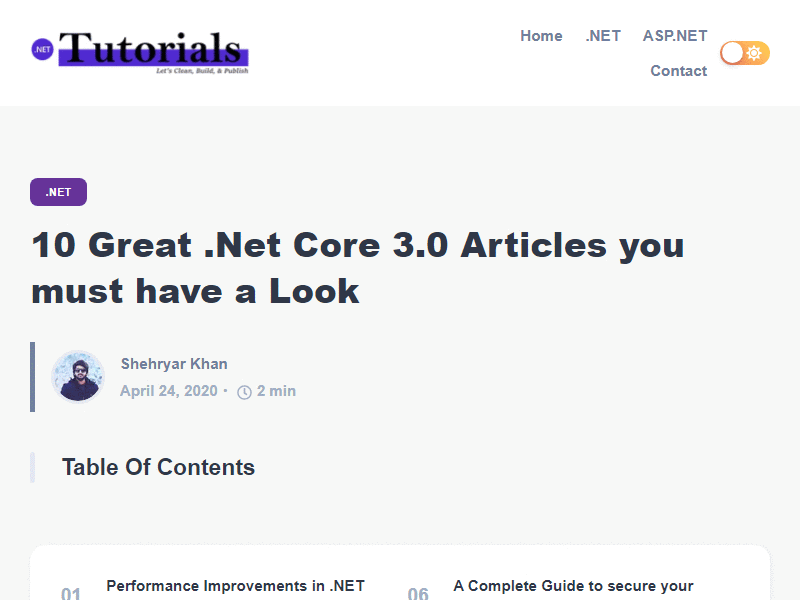 .NET Tutorials
Let's Clean, Build, & Publish
Home .NET ASP.NET
Contact
.NET
10 Great .Net Core 3.0 Articles you
must have a Look
Shehryar Khan
April 24, 2020 · 2 min
Table Of Contents
01 Performance Improvements in .NET
06 A Complete Guide to secure your